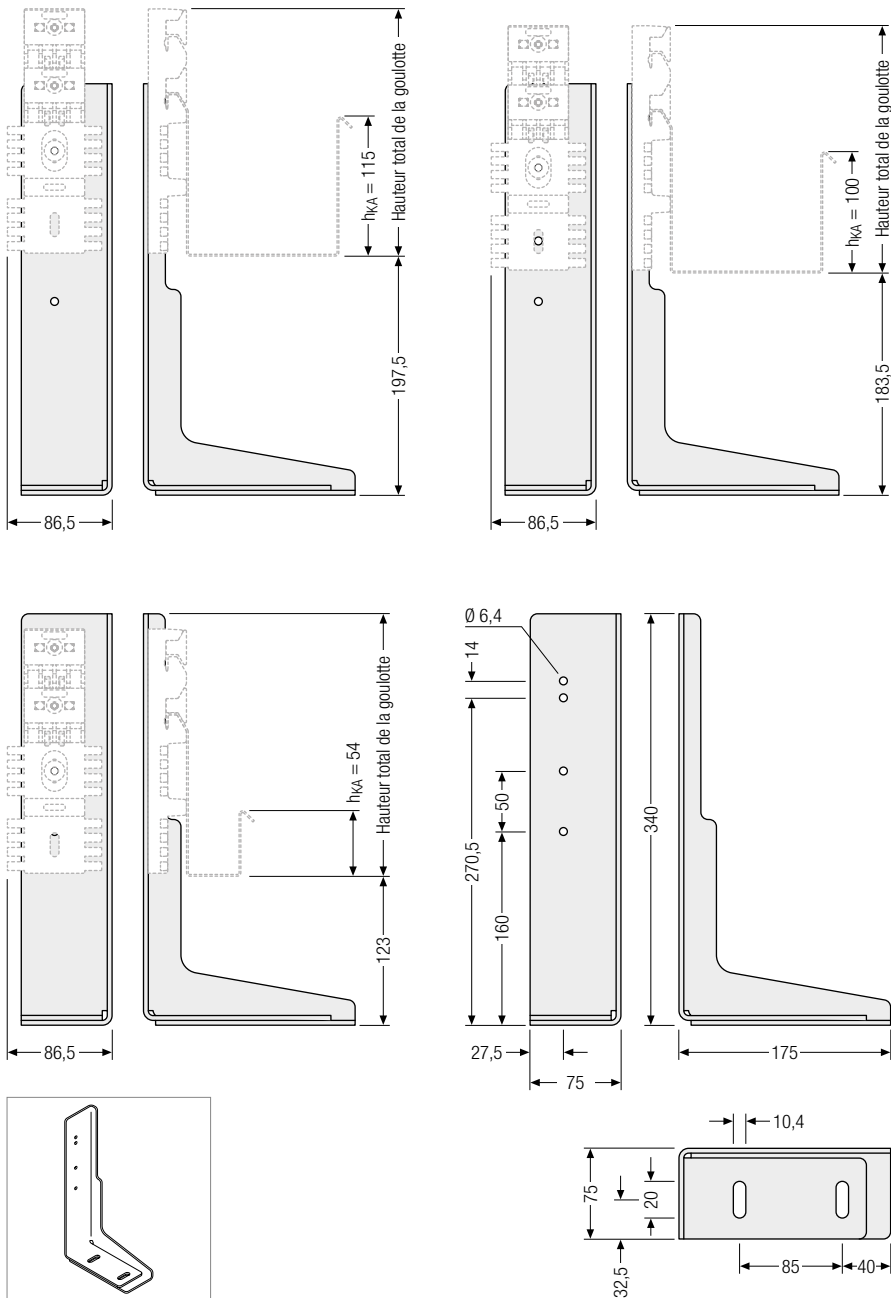 hKA = 115
Hauteur total de la goulotte
197,5
86,5
hKA = 100
Hauteur total de la goulotte
183,5
86,5
hKA = 54
Hauteur total de la goulotte
123
86,5
Ø 6,4
14
50
270,5
160
27,5
75
340
175
10,4
75
20
32,5
85
40